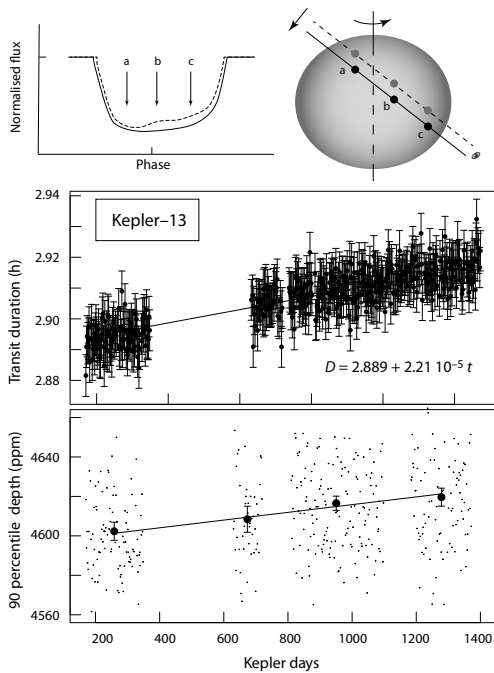 Normalised flux
a b c
Phase
a
b
c
Transit duration (h)
2.94
2.92
2.90
2.88
Kepler–13
D = 2.889 + 2.21 10⁻⁵ t
90 percentile depth (ppm)
4640
4600
4560
200 400 600 800 1000 1200 1400
Kepler days